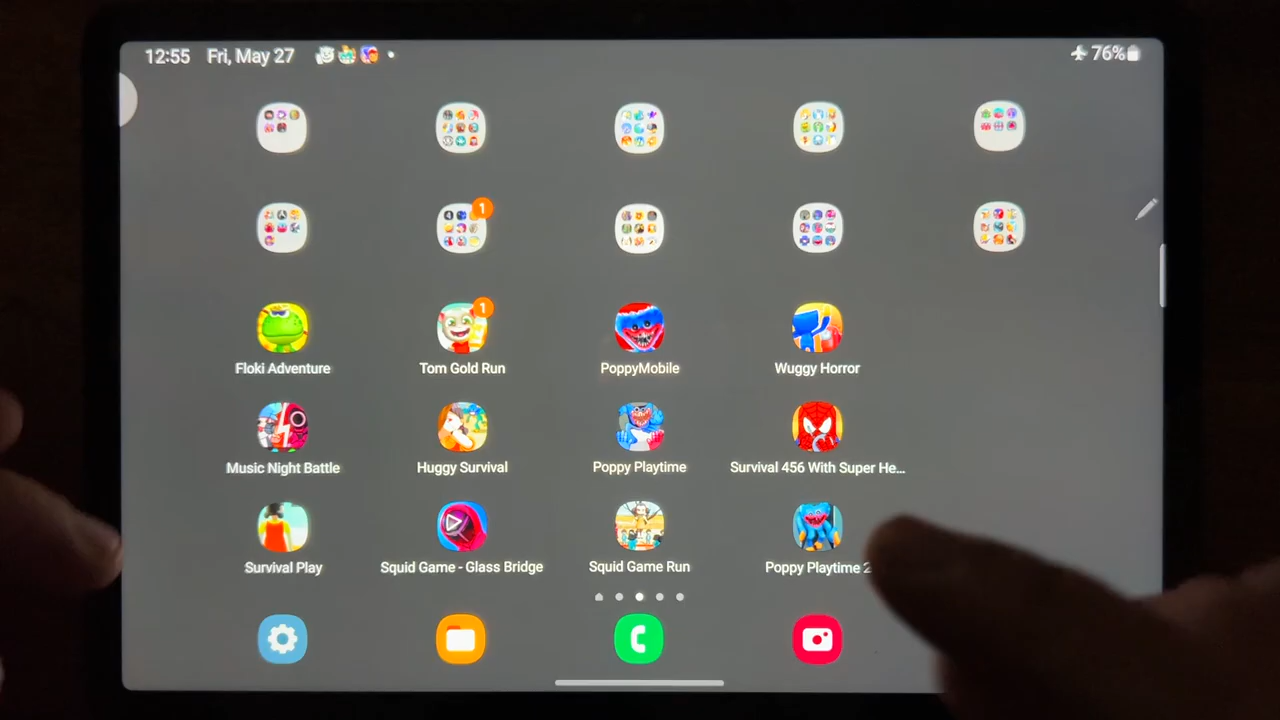 12:55 Fri, May 27 76%
1
1
Floki Adventure Tom Gold Run PoppyMobile Wuggy Horror
Music Night Battle Huggy Survival Poppy Playtime Survival 456 With Super He...
Survival Play Squid Game - Glass Bridge Squid Game Run Poppy Playtime 2